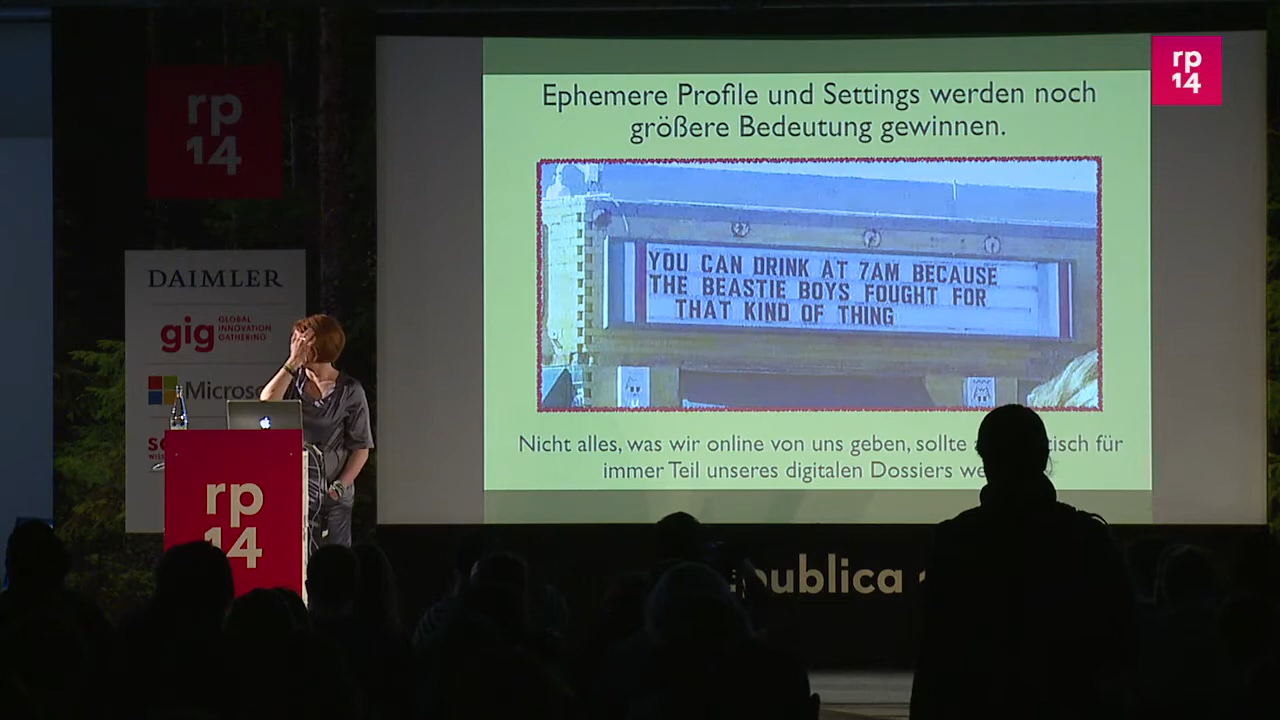 rp
14
rp
14
Ephemere Profile und Settings werden noch
größere Bedeutung gewinnen.
YOU CAN DRINK AT 7AM BECAUSE
THE BEASTIE BOYS FOUGHT FOR
THAT KIND OF THING
Nicht alles, was wir online von uns geben, sollte
für
immer Teil unseres digitalen Dossiers
DAIMLER
gig GLOBAL
INNOVATION
GATHERING
rp
14